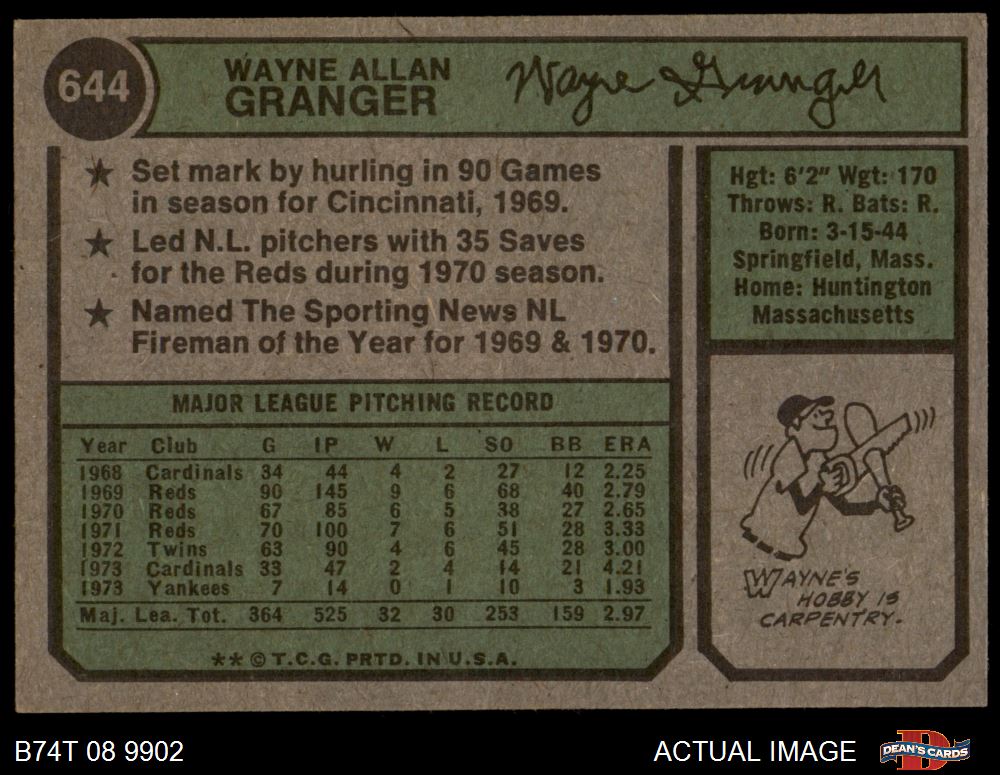 644
WAYNE ALLAN
GRANGER
Wayne Granger
★ Set mark by hurling in 90 Games
in season for Cincinnati, 1969.
★ Led N.L. pitchers with 35 Saves
for the Reds during 1970 season.
★ Named The Sporting News NL
Fireman of the Year for 1969 & 1970.
Hgt: 6'2" Wgt: 170
Throws: R. Bats: R.
Born: 3-15-44
Springfield, Mass.
Home: Huntington
Massachusetts
MAJOR LEAGUE PITCHING RECORD
Year Club G IP W L SO BB ERA
1968 Cardinals 34 44 4 2 27 12 2.25
1969 Reds 90 145 9 6 68 40 2.79
1970 Reds 67 85 6 5 38 27 2.65
1971 Reds 70 100 7 6 51 28 3.33
1972 Twins 63 90 4 6 45 28 3.00
1973 Cardinals 33 47 2 4 14 21 4.21
1973 Yankees 7 14 0 1 10 3 1.93
Maj. Lea. Tot. 364 525 32 30 253 159 2.97
** © T.C.G. PRTD. IN U.S.A.
WAYNE'S
HOBBY IS
CARPENTRY.
B74T 08 9902
ACTUAL IMAGE
DEAN'S CARDS